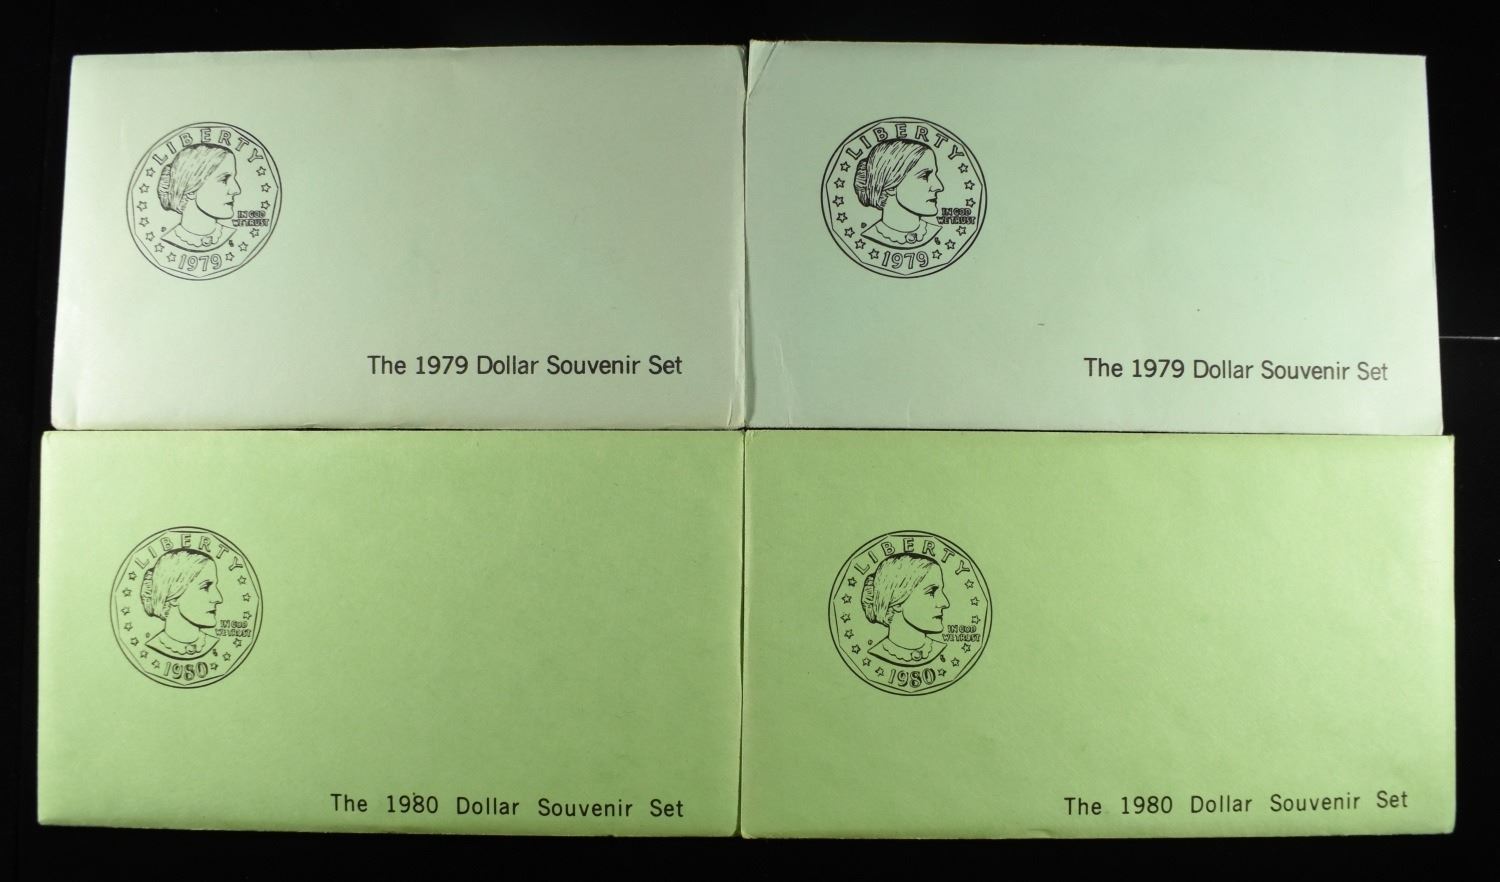 LIBERTY
IN GOD
WE TRUST
1979
The 1979 Dollar Souvenir Set
LIBERTY
IN GOD
WE TRUST
1979
The 1979 Dollar Souvenir Set
LIBERTY
IN GOD
WE TRUST
1980
The 1980 Dollar Souvenir Set
LIBERTY
IN GOD
WE TRUST
1980
The 1980 Dollar Souvenir Set